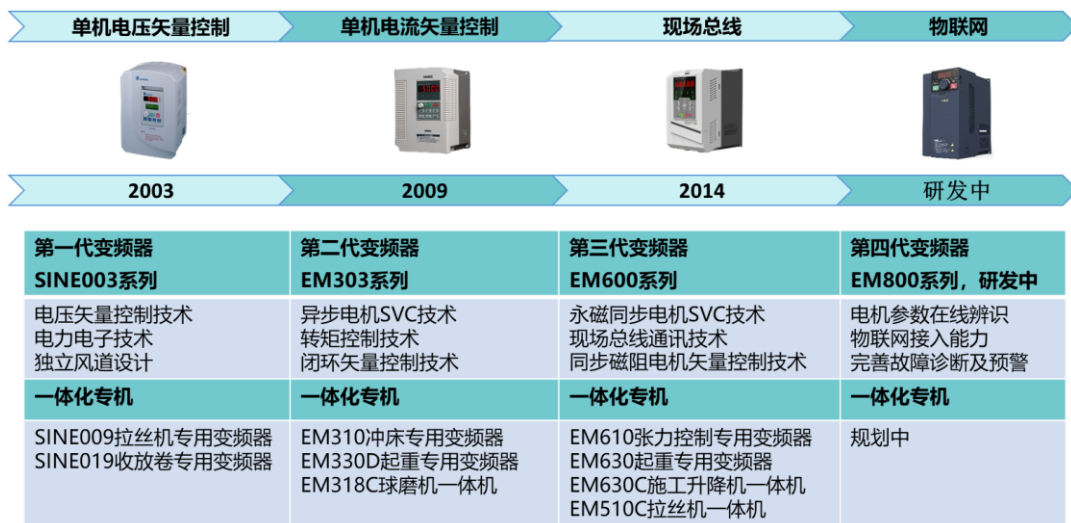 单机电压矢量控制
单机电流矢量控制
现场总线
物联网
2003
2009
2014
研发中
第一代变频器
SINE003系列
第二代变频器
EM303系列
第三代变频器
EM600系列
第四代变频器
EM800系列，研发中
电压矢量控制技术
电力电子技术
独立风道设计
异步电机SVC技术
转矩控制技术
闭环矢量控制技术
永磁同步电机SVC技术
现场总线通讯技术
同步磁阻电机矢量控制技术
电机参数在线辨识
物联网接入能力
完善故障诊断及预警
一体化专机
一体化专机
一体化专机
一体化专机
SINE009拉丝机专用变频器
SINE019收放卷专用变频器
EM310冲床专用变频器
EM330D起重专用变频器
EM318C球磨机一体机
EM610张力控制专用变频器
EM630起重专用变频器
EM630C施工升降机一体机
EM510C拉丝机一体机
规划中